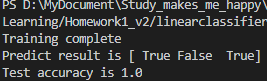 PS D:\MyDocument\Study_makes_me_happy\
Learning/Homework1_v2/linearclassifier
Training complete
Predict result is [ True False  True]
Test accuracy is 1.0